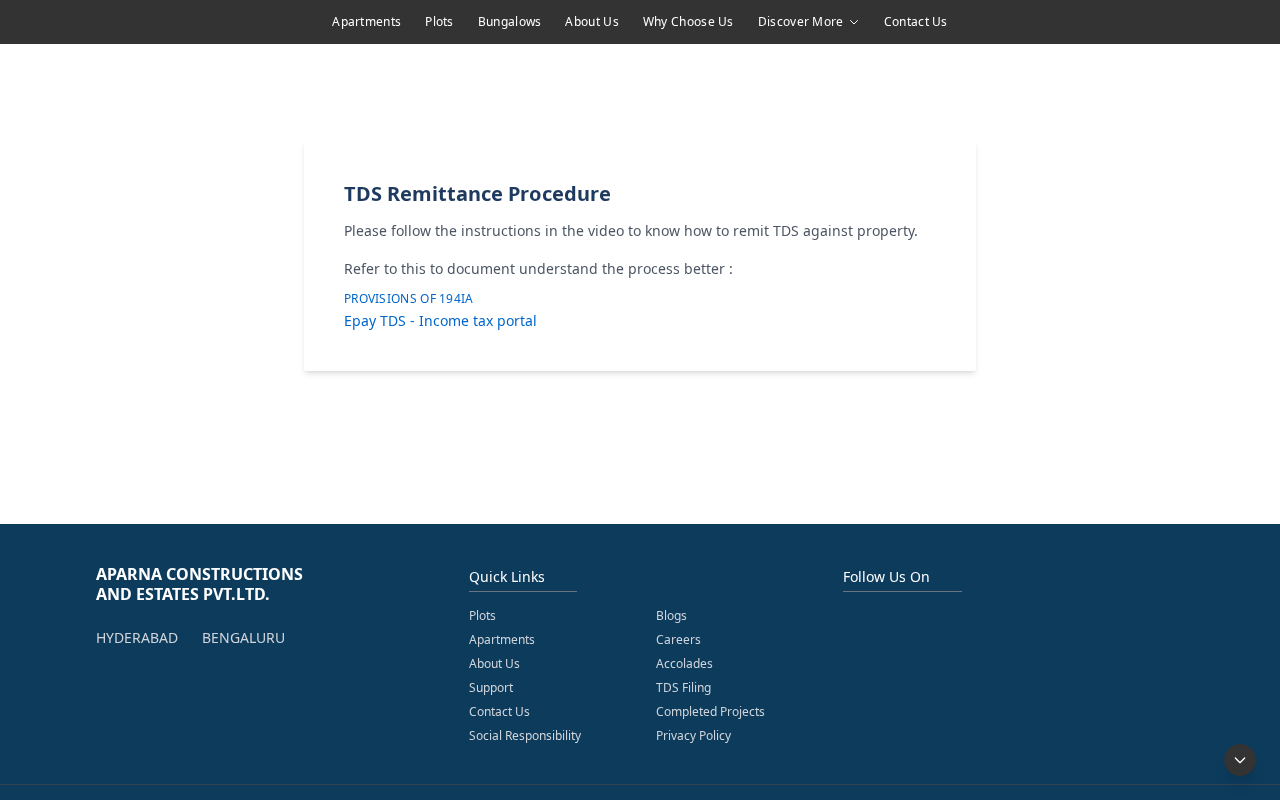 Apartments
Plots
Bungalows
About Us
Why Choose Us
Discover More
Contact Us
TDS Remittance Procedure
Please follow the instructions in the video to know how to remit TDS against property.
Refer to this to document understand the process better :
PROVISIONS OF 194IA
Epay TDS - Income tax portal
APARNA CONSTRUCTIONS
AND ESTATES PVT.LTD.
HYDERABAD
BENGALURU
Quick Links
Plots
Apartments
About Us
Support
Contact Us
Social Responsibility
Blogs
Careers
Accolades
TDS Filing
Completed Projects
Privacy Policy
Follow Us On